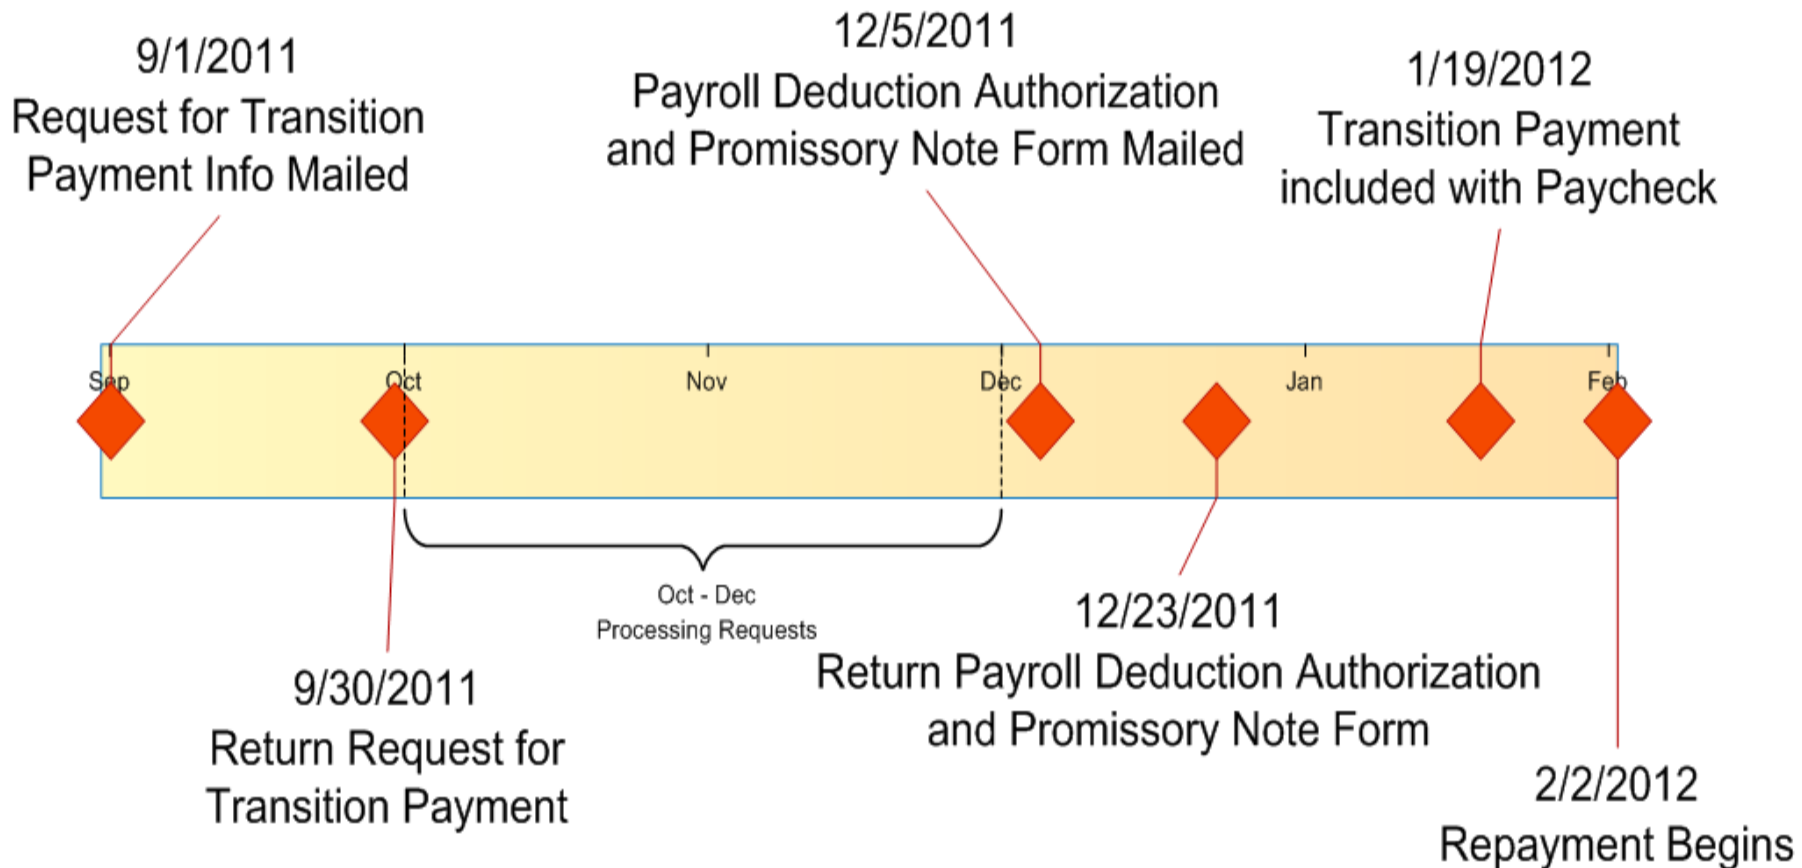 9/1/2011
Request for Transition
Payment Info Mailed
12/5/2011
Payroll Deduction Authorization
and Promissory Note Form Mailed
1/19/2012
Transition Payment
included with Paycheck
Sep
Oct
Nov
Dec
Jan
Feb
Oct - Dec
Processing Requests
9/30/2011
Return Request for
Transition Payment
12/23/2011
Return Payroll Deduction Authorization
and Promissory Note Form
2/2/2012
Repayment Begins